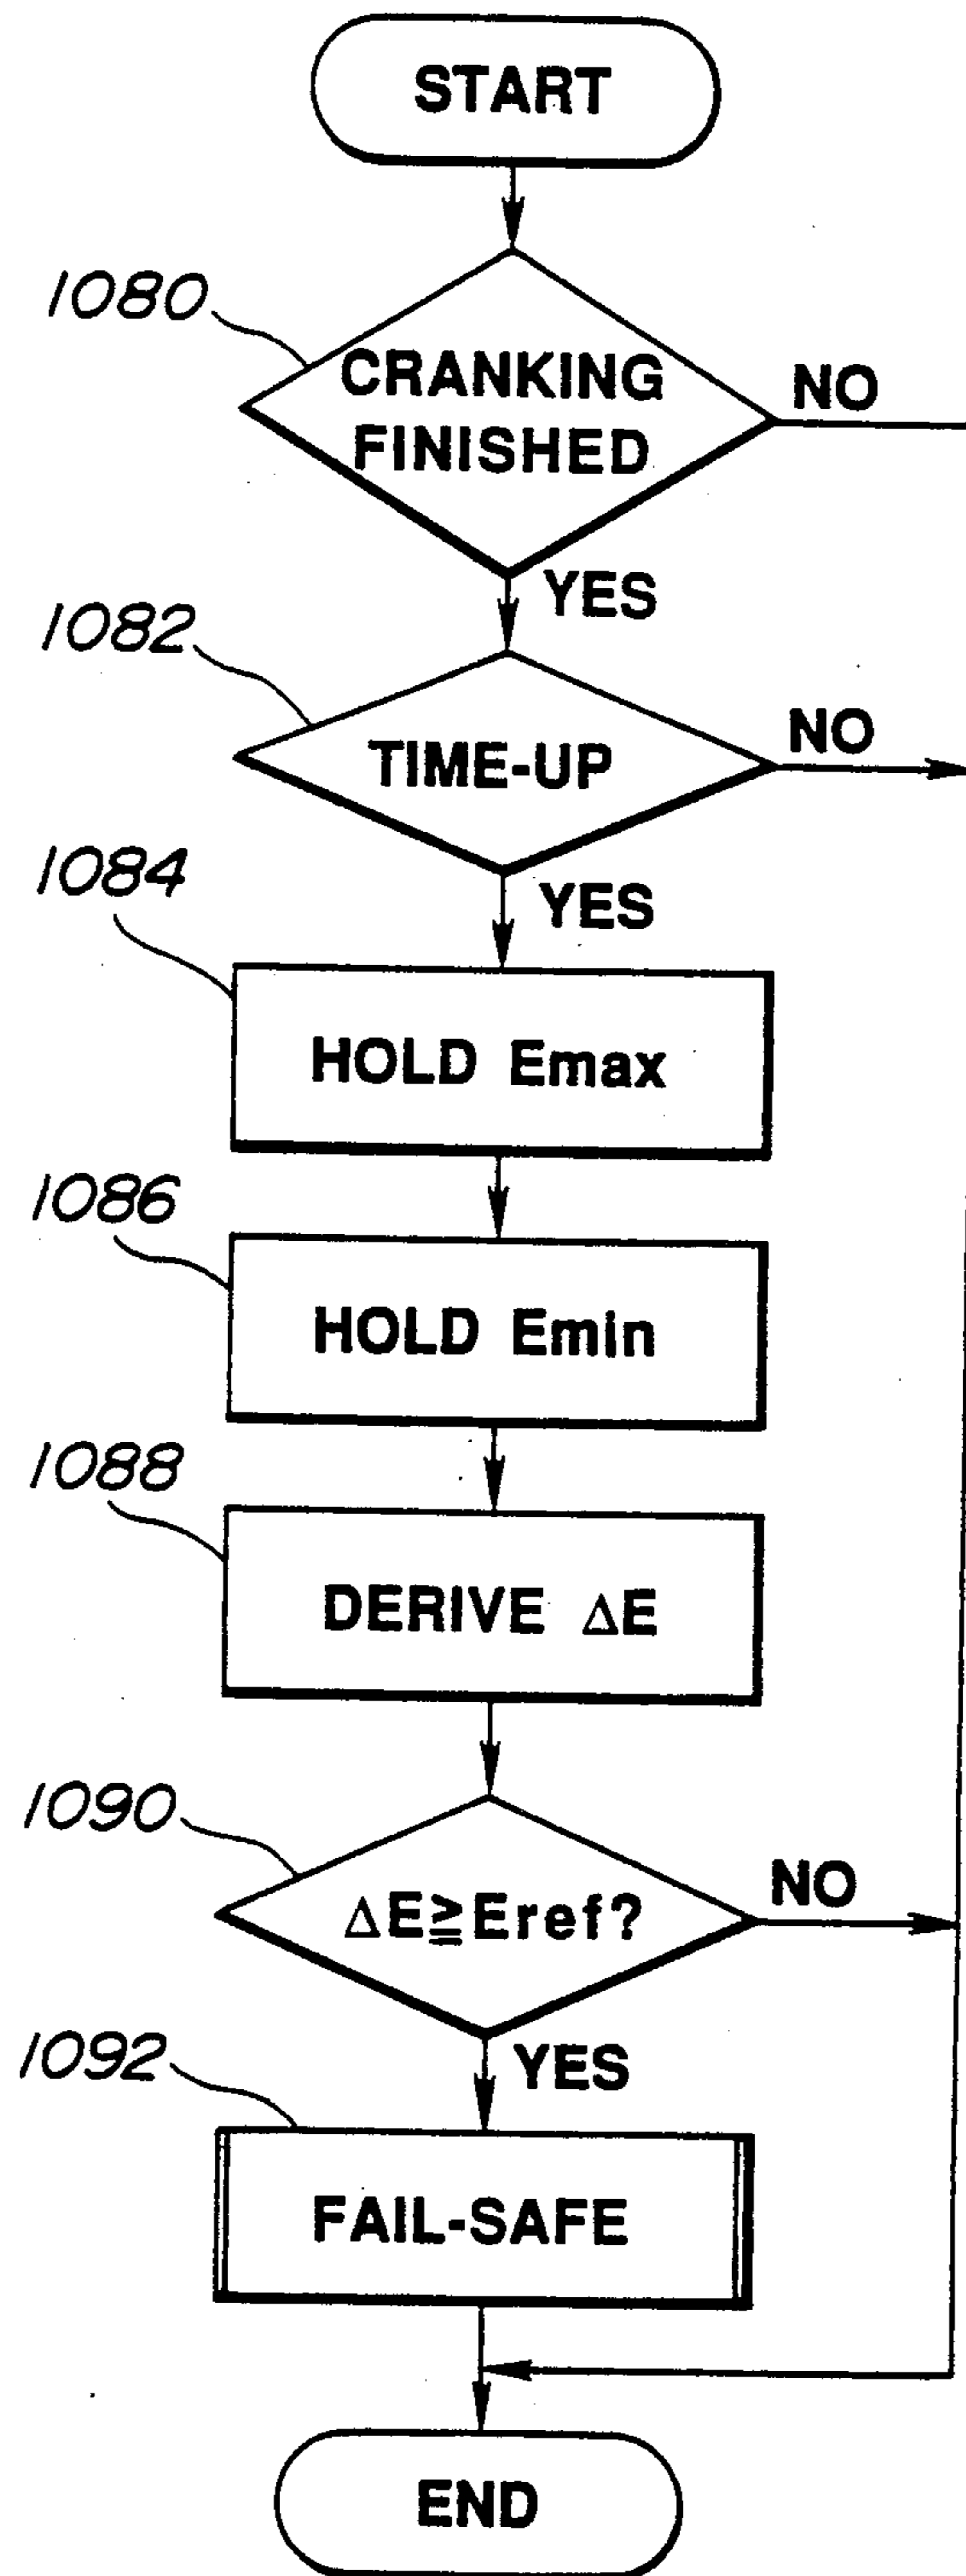 START
1080
CRANKING
FINISHED
NO
YES
1082
TIME-UP
NO
YES
1084
HOLD Emax
1086
HOLD Emin
1088
DERIVE ΔE
1090
ΔE≧Eref?
NO
1092
YES
FAIL-SAFE
END